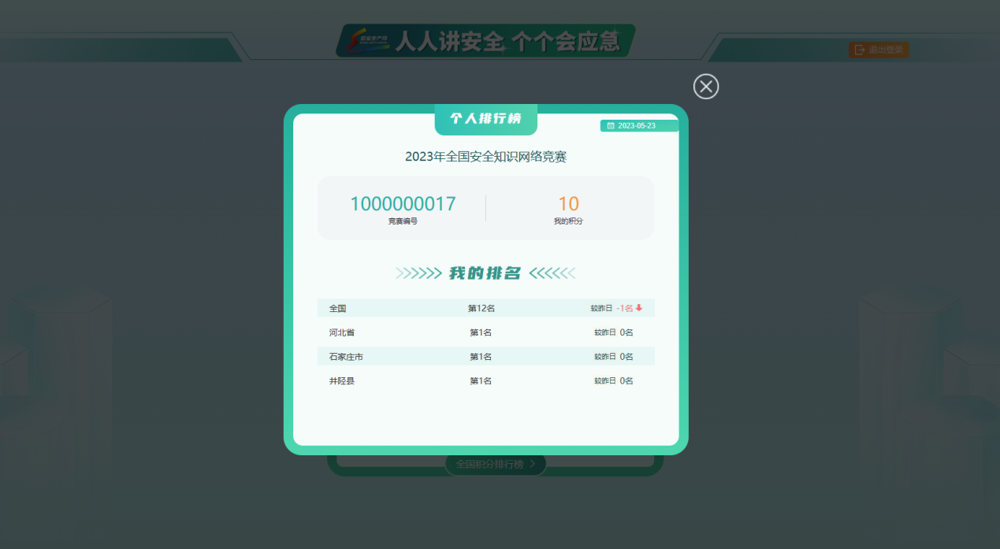 人人讲安全 个个会应急
退出登录
个人排行榜
2023-05-23
2023年全国安全知识网络竞赛
1000000017
10
竞赛编号
我的积分
我的排名
全国 第12名 较昨日 -1名
河北省 第1名 较昨日 0名
石家庄市 第1名 较昨日 0名
井陉县 第1名 较昨日 0名
全国积分排行榜